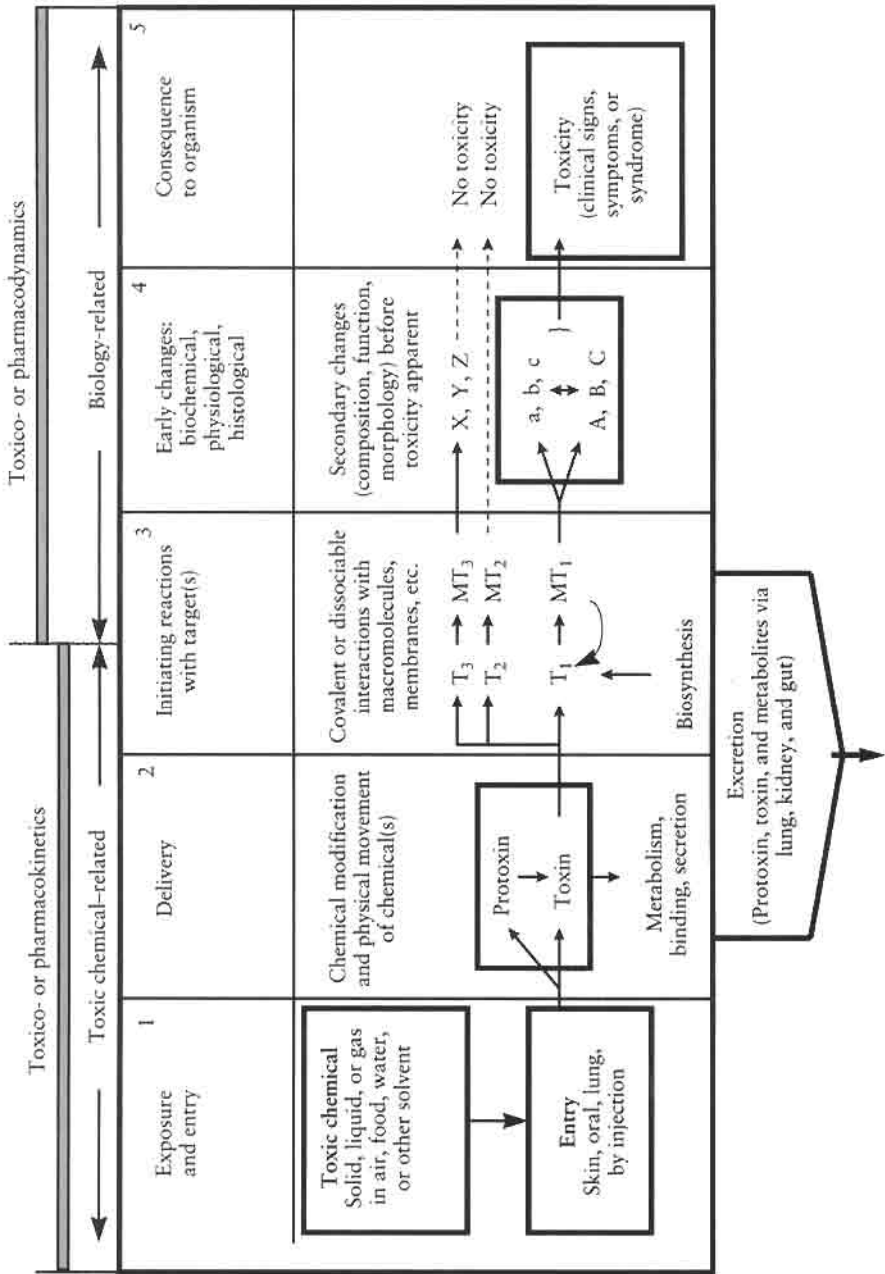 Toxico- or pharmacokinetics
Toxico- or pharmacodynamics
Toxic chemical–related
Biology-related
1
Exposure
and entry
2
Delivery
3
Initiating reactions
with target(s)
4
Early changes:
biochemical,
physiological,
histological
5
Consequence
to organism
Toxic chemical
Solid, liquid, or gas
in air, food, water,
or other solvent
Entry
Skin, oral, lung,
by injection
Chemical modification
and physical movement
of chemical(s)
Protoxin
Toxin
Metabolism,
binding, secretion
Covalent or dissociable
interactions with
macromolecules,
membranes, etc.
T3 MT3
T2 MT2
T1 MT1
Biosynthesis
Secondary changes
(composition, function,
morphology) before
toxicity apparent
X, Y, Z
a, b, c
}
A, B, C
No toxicity
No toxicity
Toxicity
(clinical signs,
symptoms, or
syndrome)
Excretion
(Protoxin, toxin, and metabolites via
lung, kidney, and gut)